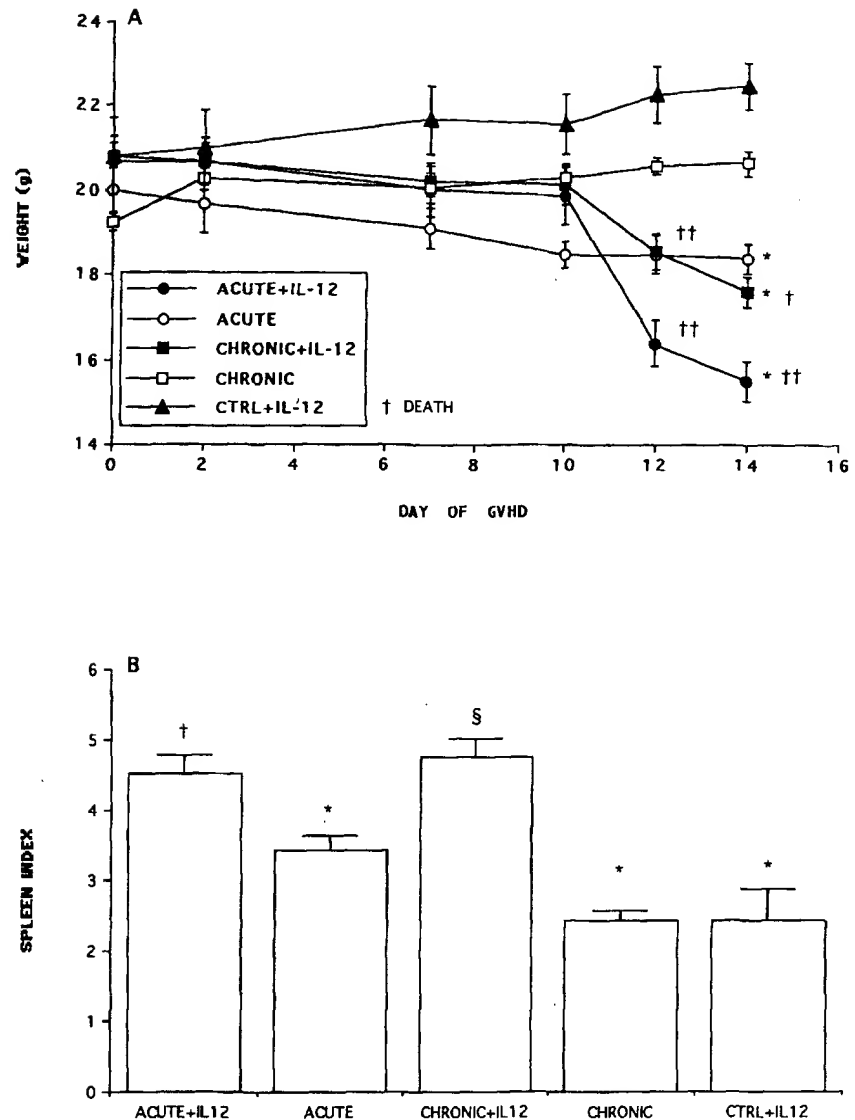 A
24
22
20
18
16
14
WEIGHT (g)
††
*
* †
††
* ††
ACUTE+IL-12
ACUTE
CHRONIC+IL-12
CHRONIC
CTRL+IL-12
† DEATH
0 2 4 6 8 10 12 14 16
DAY OF GVHD
B
6
5
4
3
2
1
0
SPLEEN INDEX
†
*
§
*
*
ACUTE+IL12 ACUTE CHRONIC+IL12 CHRONIC CTRL+IL12